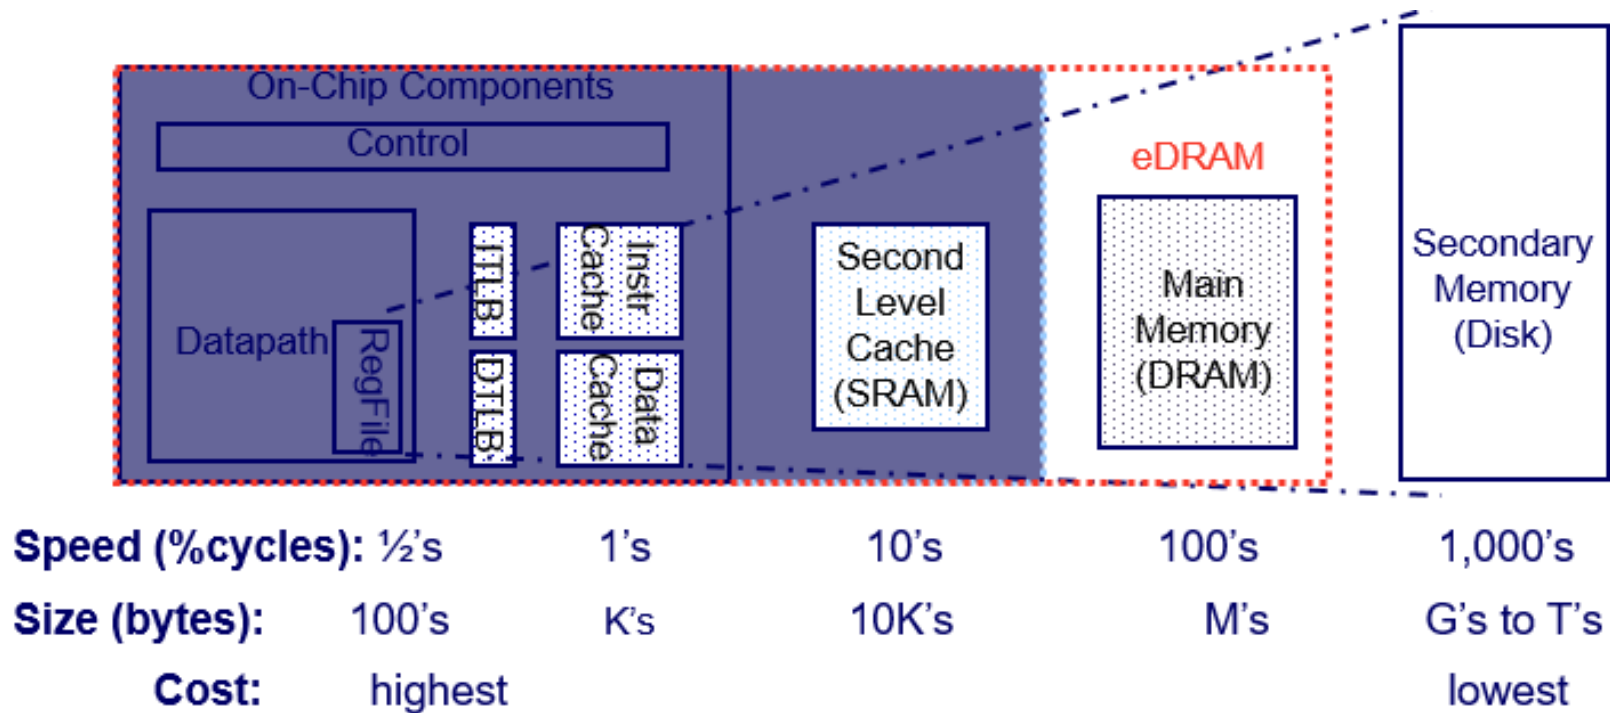 On-Chip Components
Control
eDRAM
Datapath
RegFile
ITLB
DTLB
Instr
Cache
Data
Cache
Second
Level
Cache
(SRAM)
Main
Memory
(DRAM)
Secondary
Memory
(Disk)
Speed (%cycles): ½’s 1’s 10’s 100’s 1,000’s
Size (bytes): 100’s K’s 10K’s M’s G’s to T’s
Cost: highest lowest